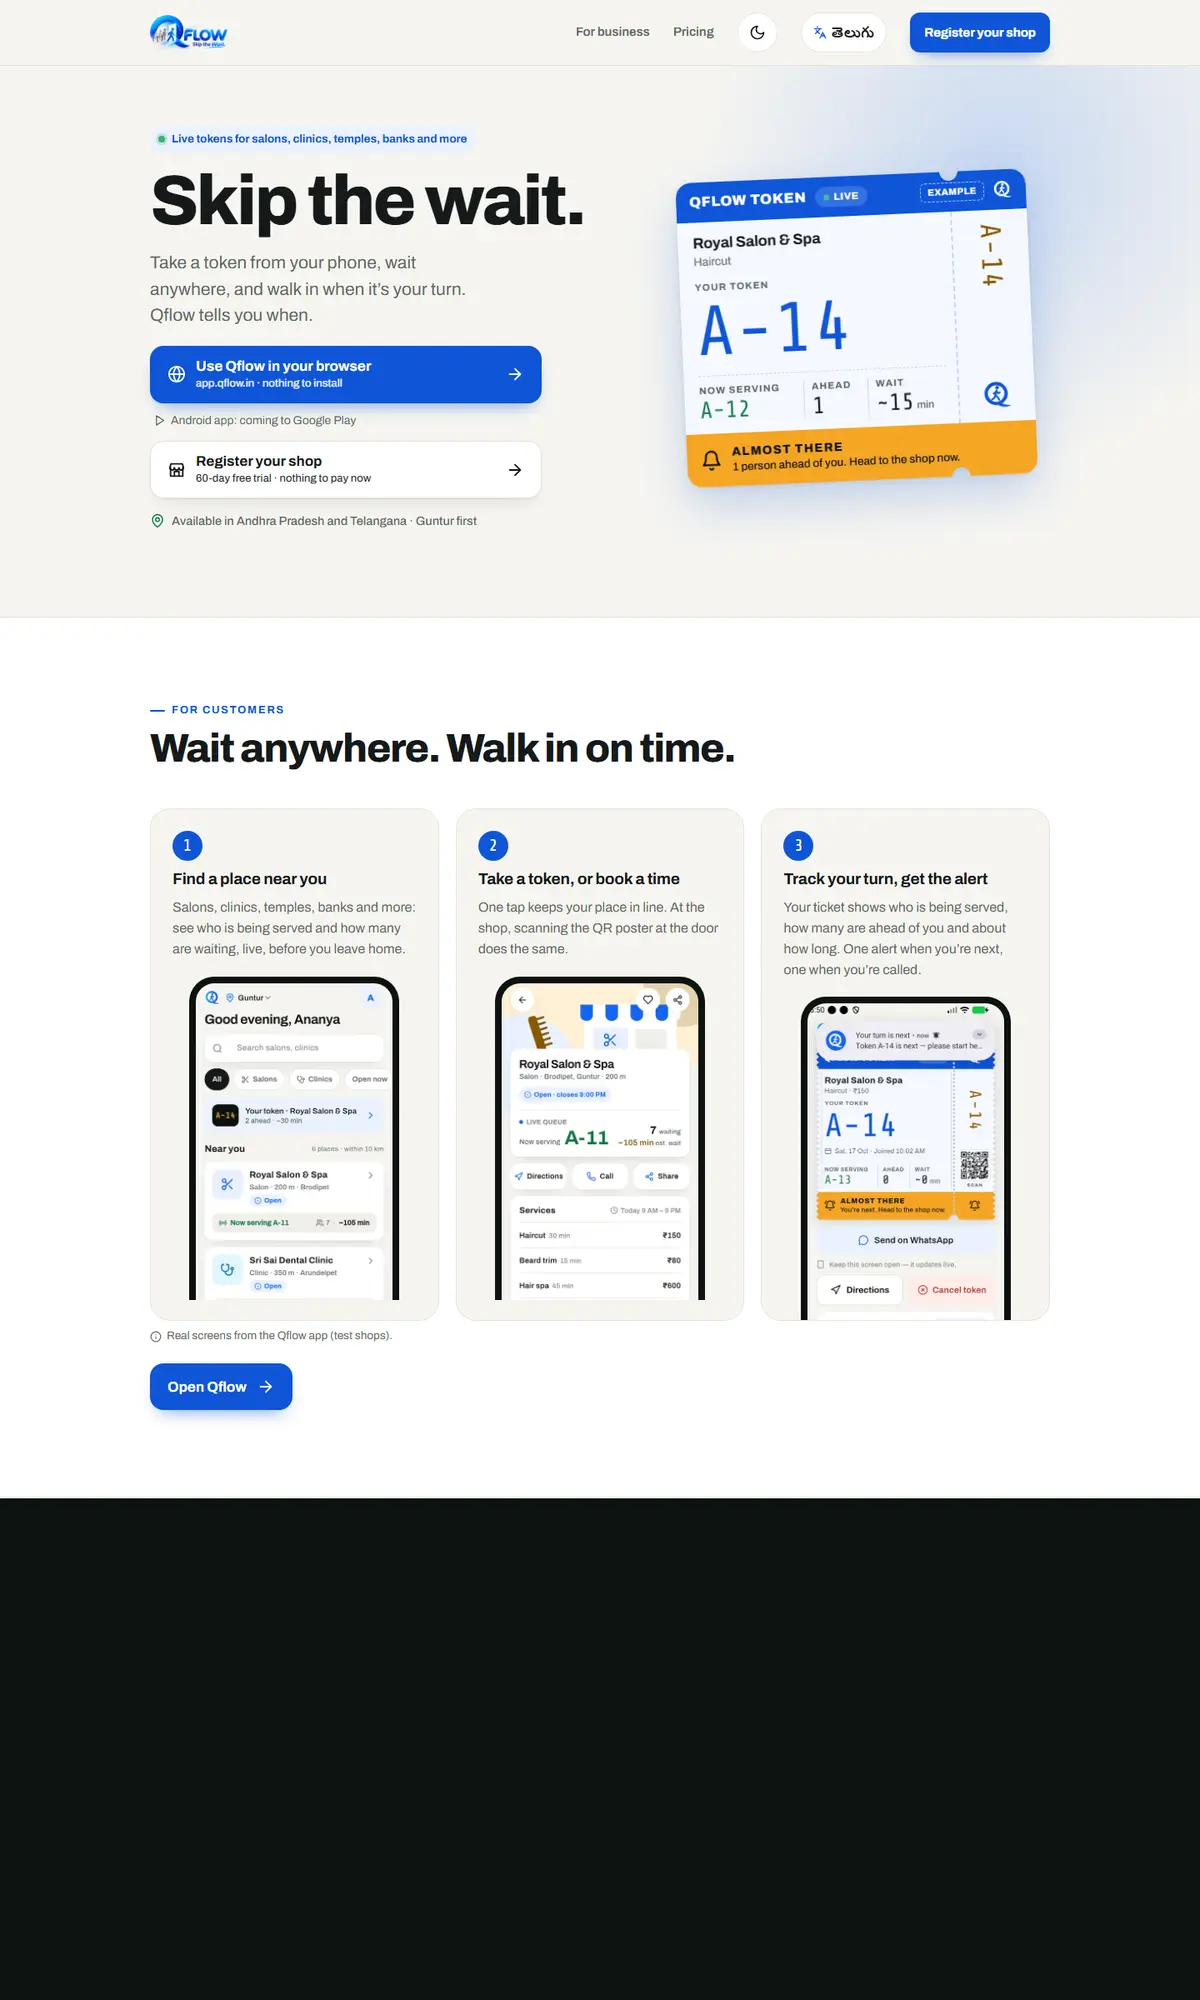 QFLOW
Skip the Wait.
For business
Pricing
తెలుగు
Register your shop
Live tokens for salons, clinics, temples, banks and more
Skip the wait.
Take a token from your phone, wait
anywhere, and walk in when it’s your turn.
Qflow tells you when.
Use Qflow in your browser
app.qflow.in · nothing to install
Android app: coming to Google Play
Register your shop
60-day free trial · nothing to pay now
Available in Andhra Pradesh and Telangana · Guntur first
QFLOW TOKEN
LIVE
EXAMPLE
Royal Salon & Spa
Haircut
YOUR TOKEN
A-14
A-14
NOW SERVING
A-12
AHEAD
1
WAIT
~15 min
ALMOST THERE
1 person ahead of you. Head to the shop now.
FOR CUSTOMERS
Wait anywhere. Walk in on time.
1
Find a place near you
Salons, clinics, temples, banks and more:
see who is being served and how many
are waiting, live, before you leave home.
Guntur
A
Good evening, Ananya
Search salons, clinics
All
Salons
Clinics
Open now
A-14
Your token · Royal Salon & Spa
2 ahead · ~30 min
Near you
6 places · within 10 km
Royal Salon & Spa
Salon · 200 m · Brodipet
Open
Now serving A-11
7 · ~105 min
Sri Sai Dental Clinic
Clinic · 350 m · Arundelpet
Open
2
Take a token, or book a time
One tap keeps your place in line. At the
shop, scanning the QR poster at the door
does the same.
Royal Salon & Spa
Salon · Brodipet, Guntur · 200 m
Open · closes 9:00 PM
LIVE QUEUE
Now serving A-11
7 waiting
~105 min est. wait
Directions
Call
Share
Services
Today 9 AM – 9 PM
Haircut 30 min
₹150
Beard trim 15 min
₹80
Hair spa 45 min
₹600
3
Track your turn, get the alert
Your ticket shows who is being served,
how many are ahead of you and about
how long. One alert when you’re next,
one when you’re called.
:50
Your turn is next · now
Token A-14 is next — please start he...
Royal Salon & Spa
Haircut · ₹150
YOUR TOKEN
A-14
A-14
Sat, 17 Oct · Joined 10:02 AM
NOW SERVING
A-13
AHEAD
0
WAIT
~0 min
SCAN
ALMOST THERE
You're next. Head to the shop now.
Send on WhatsApp
Keep this screen open — it updates live.
Directions
Cancel token
Real screens from the Qflow app (test shops).
Open Qflow